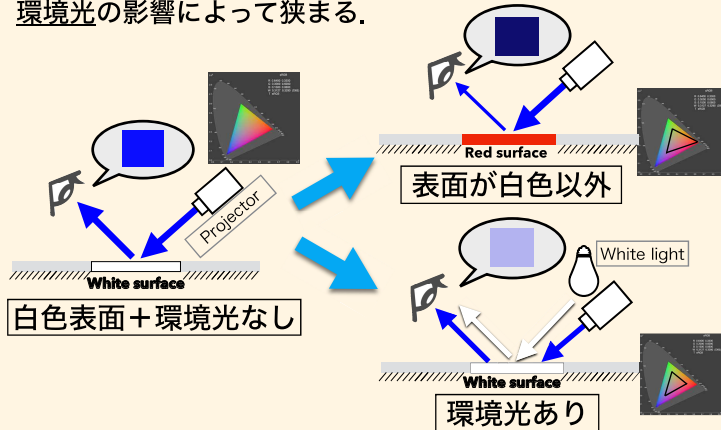 環境光の影響によって狭まる.
Red surface
表面が白色以外
Projector
White surface
白色表面＋環境光なし
White light
White surface
環境光あり